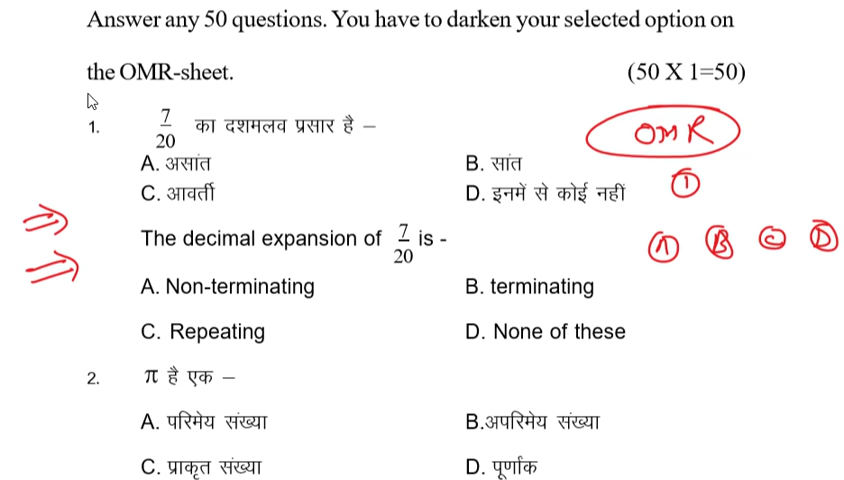 Answer any 50 questions. You have to darken your selected option on
the OMR-sheet. (50 X 1=50)
1. 7/20 का दशमलव प्रसार है –
OMR
A. असांत B. सांत
C. आवर्ती D. इनमें से कोई नहीं
1
The decimal expansion of 7/20 is -
A B C D
A. Non-terminating B. terminating
C. Repeating D. None of these
2. π है एक –
A. परिमेय संख्या B.अपरिमेय संख्या
C. प्राकृत संख्या D. पूर्णांक